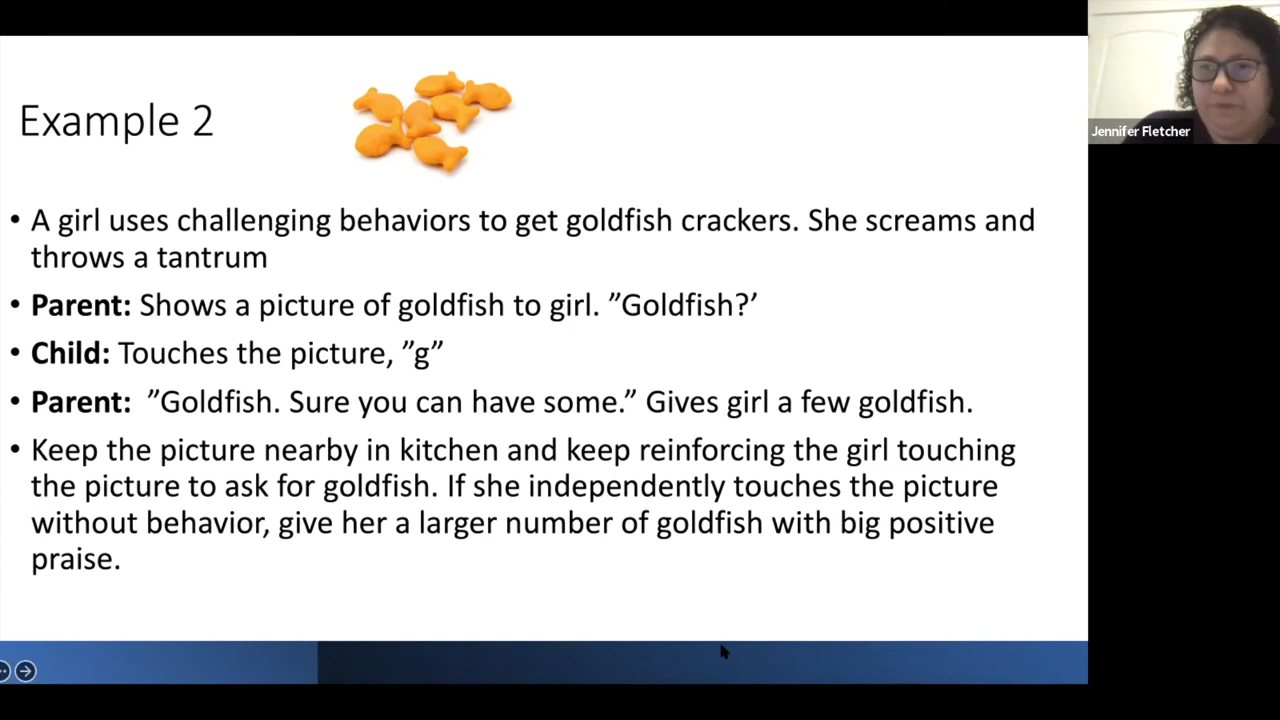 Example 2
• A girl uses challenging behaviors to get goldfish crackers. She screams and
throws a tantrum
• Parent: Shows a picture of goldfish to girl. ”Goldfish?’
• Child: Touches the picture, ”g”
• Parent: ”Goldfish. Sure you can have some.” Gives girl a few goldfish.
• Keep the picture nearby in kitchen and keep reinforcing the girl touching
the picture to ask for goldfish. If she independently touches the picture
without behavior, give her a larger number of goldfish with big positive
praise.
Jennifer Fletcher